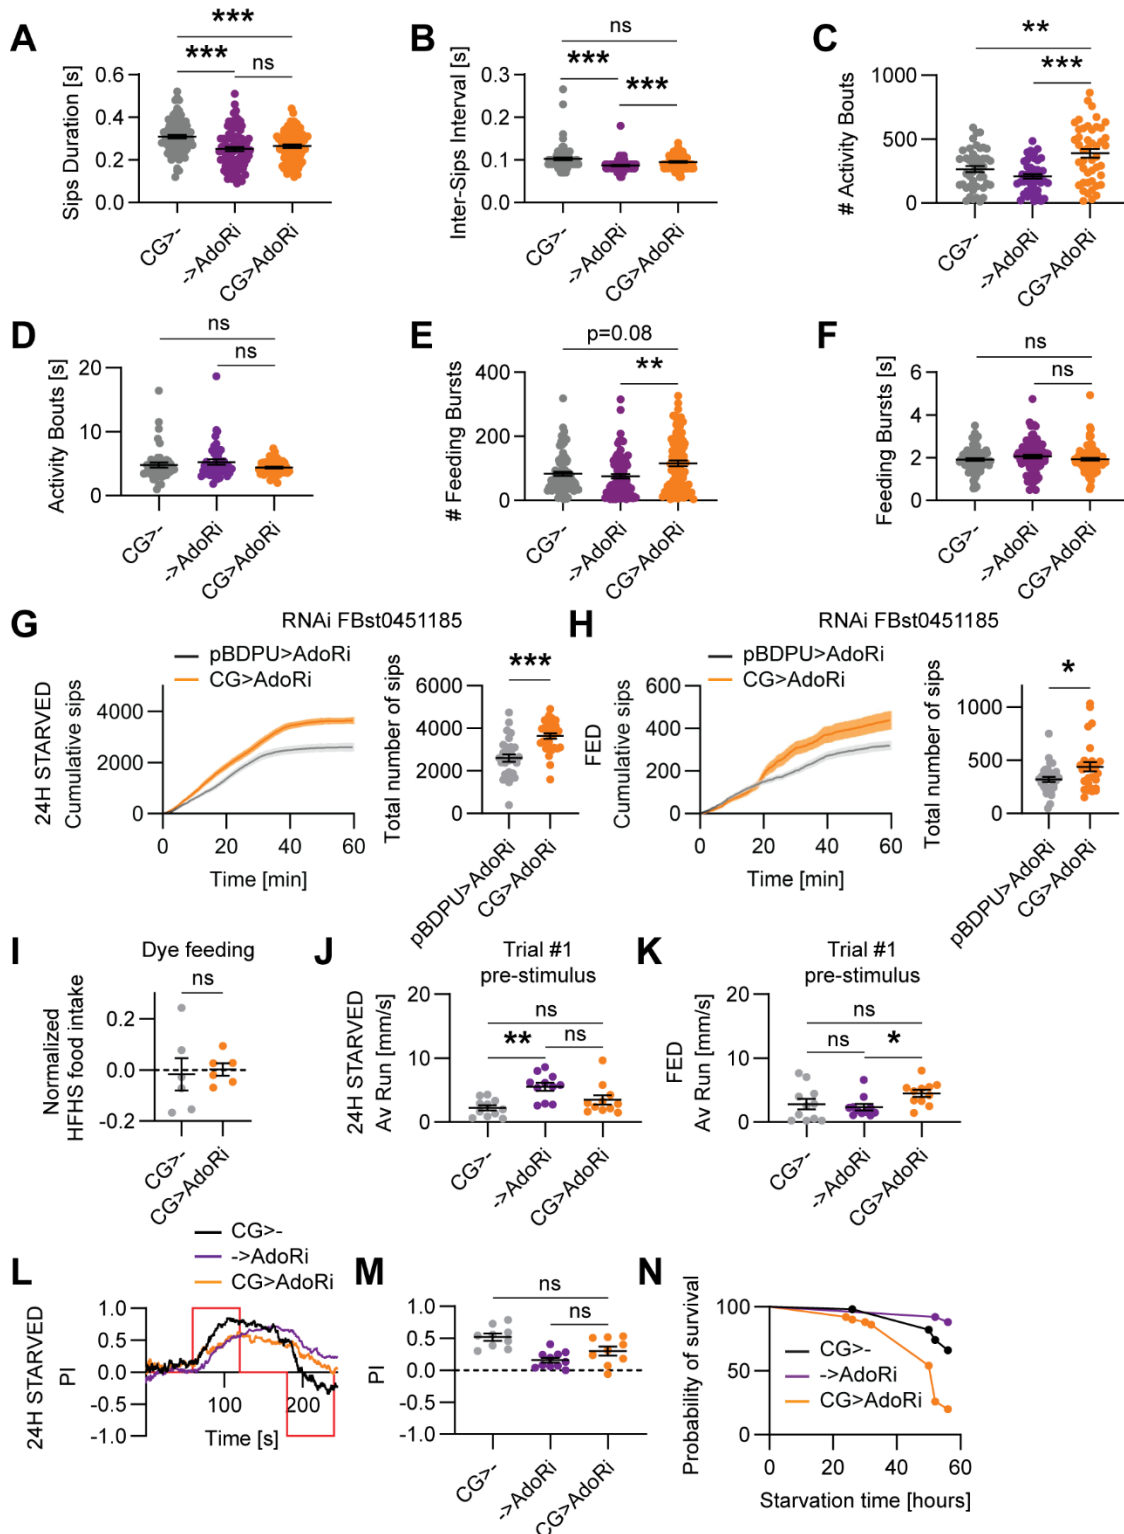 A
***
***
ns
Sips Duration [s]
0.6
0.4
0.2
0.0
CG>-
->AdoRi
CG>AdoRi
B
ns
***
***
Inter-Sips Interval [s]
0.3
0.2
0.1
0.0
CG>-
->AdoRi
CG>AdoRi
C
**
***
# Activity Bouts
1000
500
0
CG>-
->AdoRi
CG>AdoRi
D
ns
ns
Activity Bouts [s]
20
10
0
CG>-
->AdoRi
CG>AdoRi
E
p=0.08
**
# Feeding Bursts
400
200
0
CG>-
->AdoRi
CG>AdoRi
F
ns
ns
Feeding Bursts [s]
6
4
2
0
CG>-
->AdoRi
CG>AdoRi
G
RNAi FBst0451185
pBDPU>AdoRi
CG>AdoRi
24H STARVED
Cumulative sips
4000
2000
0
0
20
40
60
Time [min]
***
Total number of sips
6000
4000
2000
0
pBDPU>AdoRi
CG>AdoRi
H
RNAi FBst0451185
pBDPU>AdoRi
CG>AdoRi
FED
Cumulative sips
600
400
200
0
0
20
40
60
Time [min]
*
Total number of sips
1000
500
0
pBDPU>AdoRi
CG>AdoRi
I
Dye feeding
ns
Normalized
HFHS food intake
0.2
0.0
-0.2
CG>-
CG>AdoRi
J
Trial #1
pre-stimulus
ns
**
ns
24H STARVED
Av Run [mm/s]
20
10
0
CG>-
->AdoRi
CG>AdoRi
K
Trial #1
pre-stimulus
ns
ns
*
FED
Av Run [mm/s]
20
10
0
CG>-
->AdoRi
CG>AdoRi
L
CG>-
->AdoRi
CG>AdoRi
24H STARVED
PI
1.0
0.5
0.0
-0.5
-1.0
100
200
Time [s]
M
ns
ns
PI
1.0
0.5
0.0
-0.5
-1.0
CG>-
->AdoRi
CG>AdoRi
N
Probability of survival
100
50
0
CG>-
->AdoRi
CG>AdoRi
0
20
40
60
Starvation time [hours]